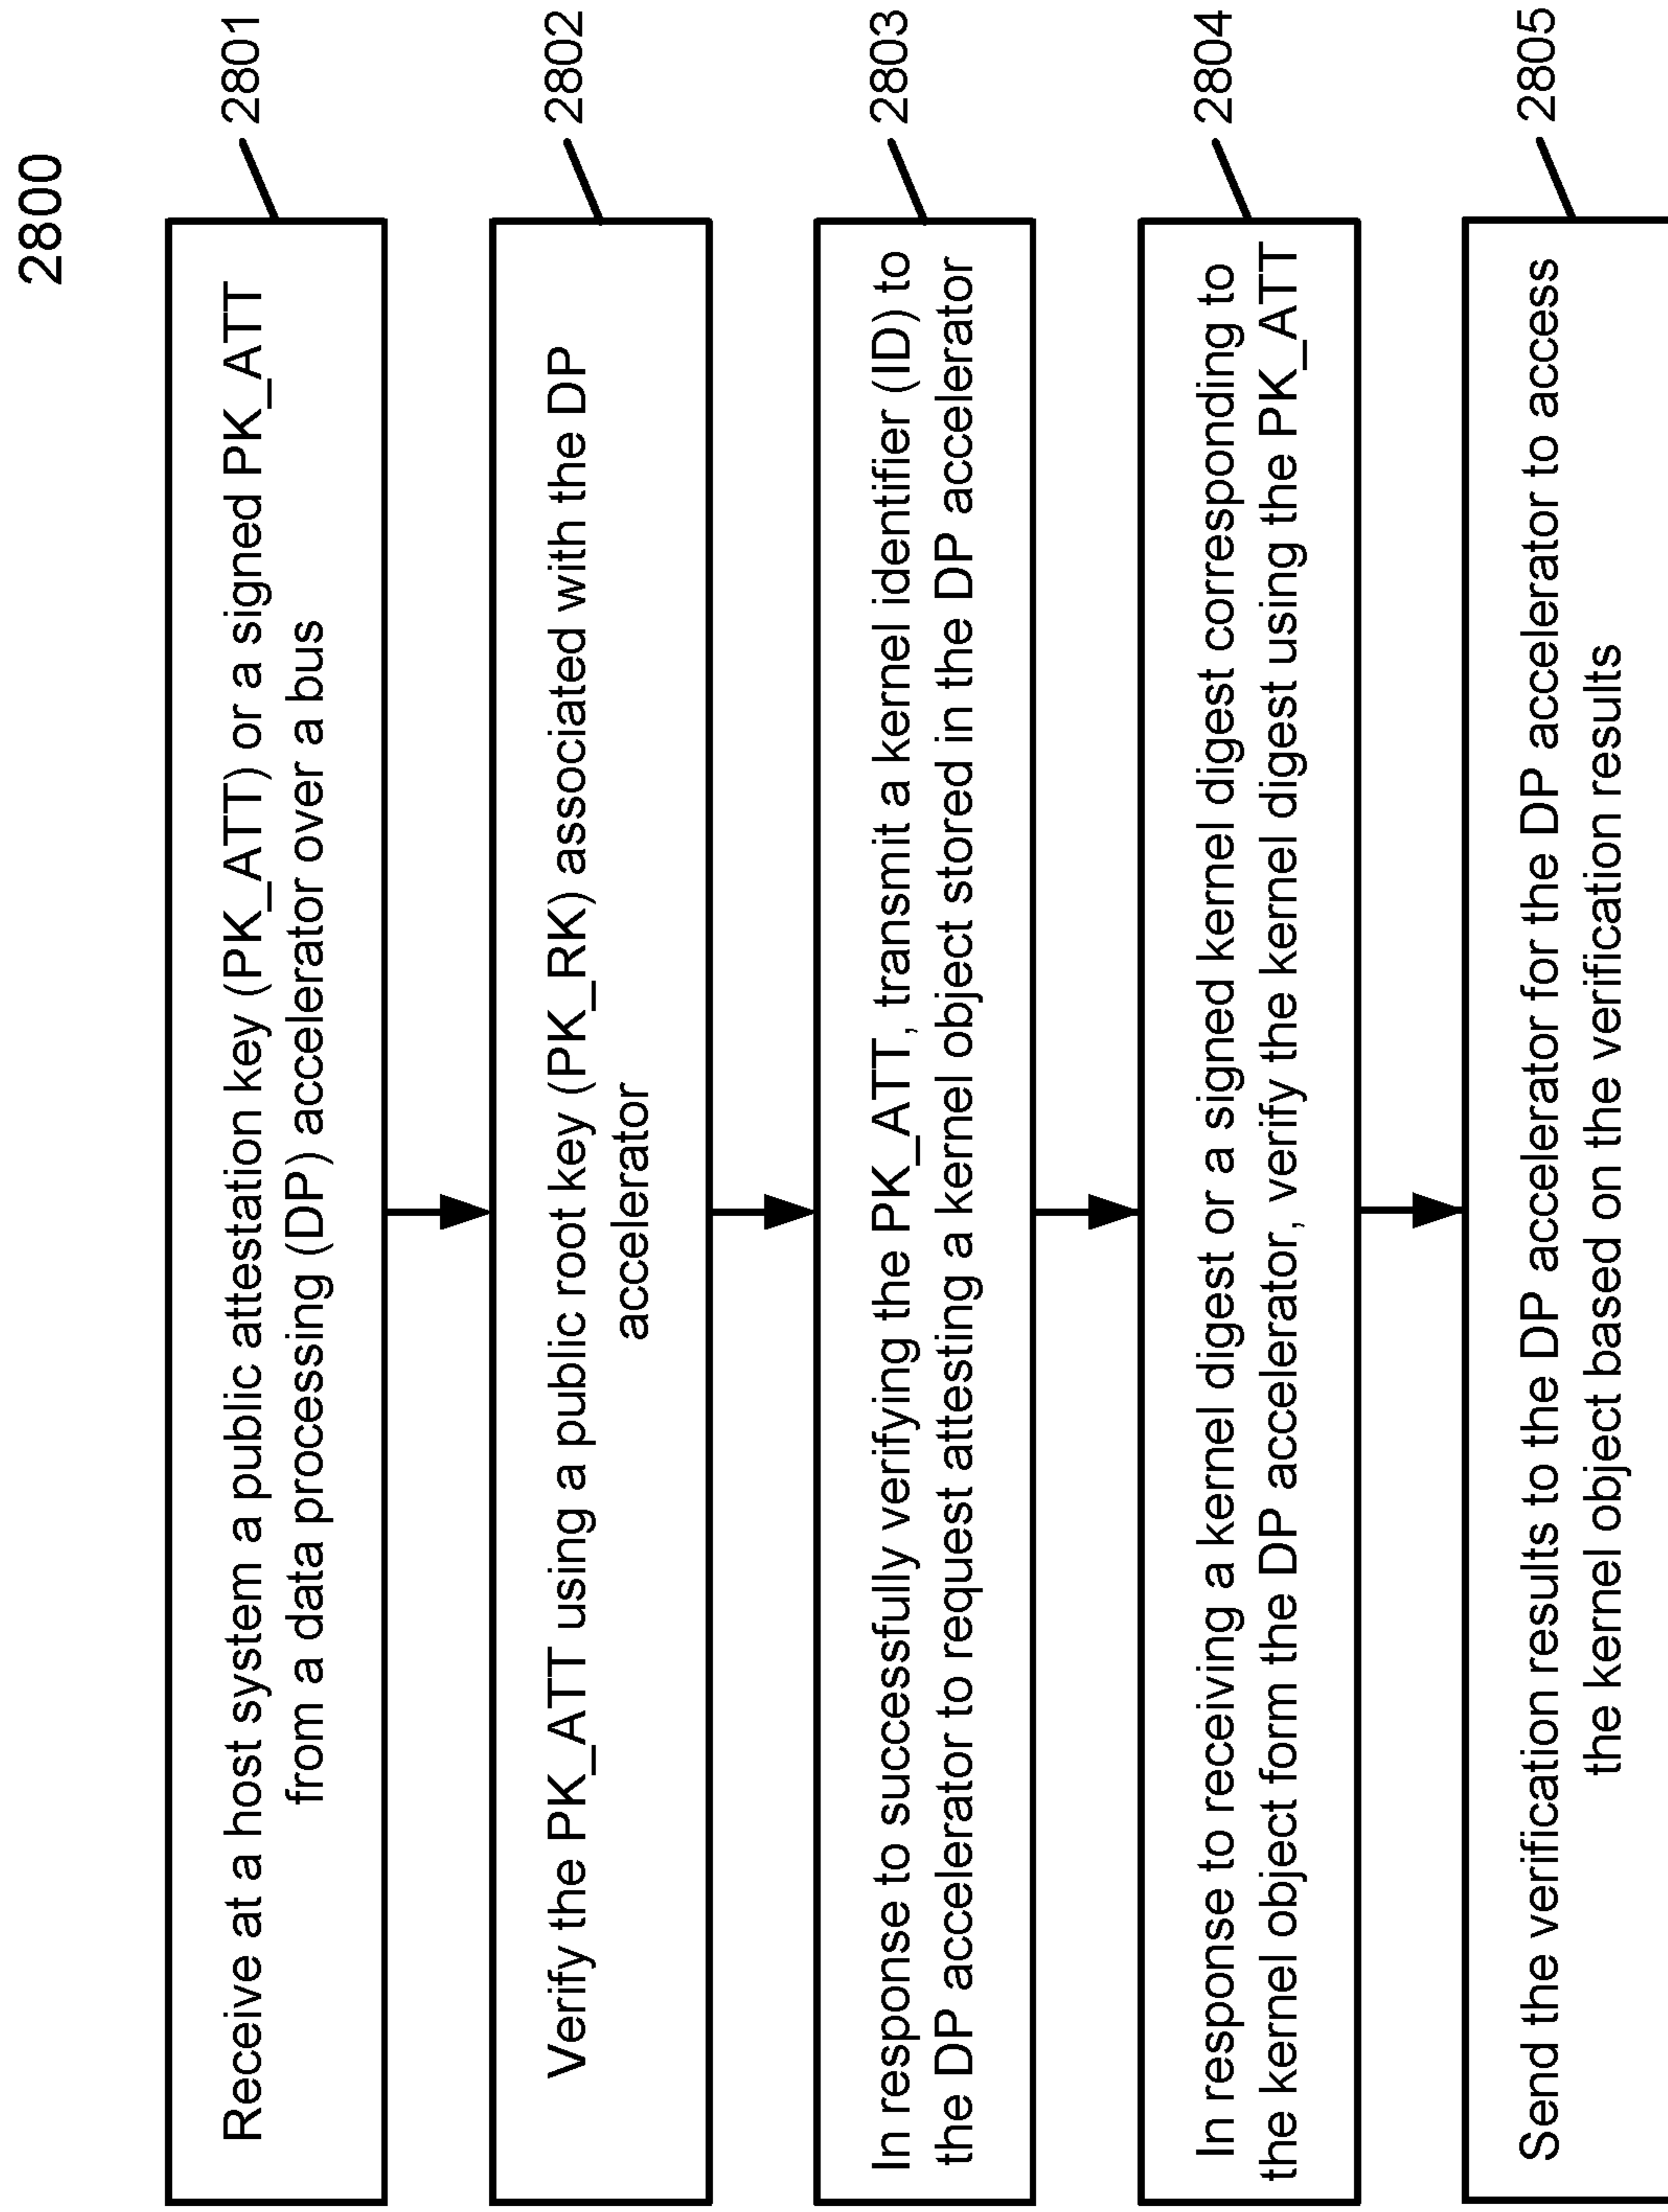 2800
Receive at a host system a public attestation key (PK_ATT) or a signed PK_ATT
from a data processing (DP) accelerator over a bus
2801
Verify the PK_ATT using a public root key (PK_RK) associated with the DP
accelerator
2802
In response to successfully verifying the PK_ATT, transmit a kernel identifier (ID) to
the DP accelerator to request attesting a kernel object stored in the DP accelerator
2803
In response to receiving a kernel digest or a signed kernel digest corresponding to
the kernel object form the DP accelerator, verify the kernel digest using the PK_ATT
2804
Send the verification results to the DP accelerator for the DP accelerator to access
the kernel object based on the verification results
2805